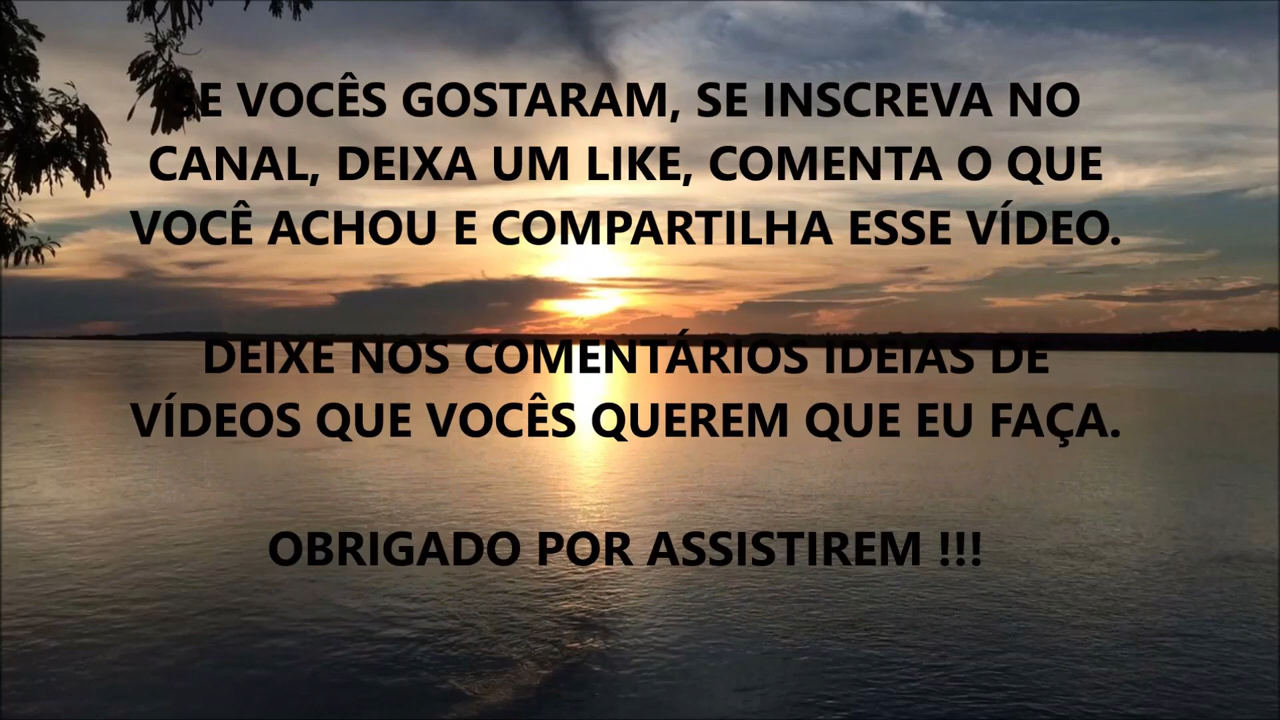 SE VOCÊS GOSTARAM, SE INSCREVA NO
CANAL, DEIXA UM LIKE, COMENTA O QUE
VOCÊ ACHOU E COMPARTILHA ESSE VÍDEO.
DEIXE NOS COMENTÁRIOS IDEIAS DE
VÍDEOS QUE VOCÊS QUEREM QUE EU FAÇA.
OBRIGADO POR ASSISTIREM !!!